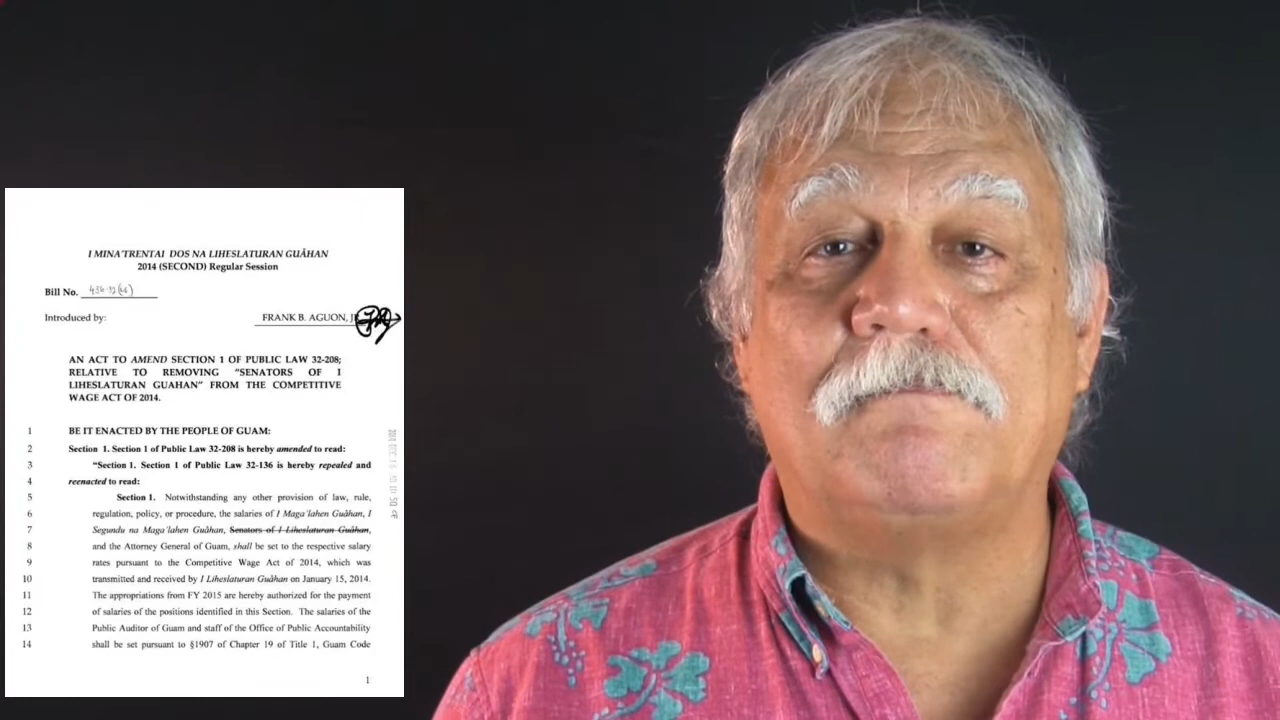 I MINA'TRENTAI DOS NA LIHESLATURAN GUÅHAN
2014 (SECOND) Regular Session
Bill No.
Introduced by: FRANK B. AGUON,
AN ACT TO AMEND SECTION 1 OF PUBLIC LAW 32-208;
RELATIVE TO REMOVING "SENATORS OF I
LIHESLATURAN GUAHAN" FROM THE COMPETITIVE
WAGE ACT OF 2014.
1 BE IT ENACTED BY THE PEOPLE OF GUAM:
2 Section 1. Section 1 of Public Law 32-208 is hereby amended to read:
3 "Section 1. Section 1 of Public Law 32-136 is hereby repealed and
4 reenacted to read:
5 Section 1. Notwithstanding any other provision of law, rule,
6 regulation, policy, or procedure, the salaries of I Maga'lahen Guåhan, I
7 Segundu na Maga'lahen Guåhan, Senators of I Liheslaturan Guåhan,
8 and the Attorney General of Guam, shall be set to the respective salary
9 rates pursuant to the Competitive Wage Act of 2014, which was
10 transmitted and received by I Liheslaturan Guåhan on January 15, 2014.
11 The appropriations from FY 2015 are hereby authorized for the payment
12 of salaries of the positions identified in this Section. The salaries of the
13 Public Auditor of Guam and staff of the Office of Public Accountability
14 shall be set pursuant to §1907 of Chapter 19 of Title 1, Guam Code
1